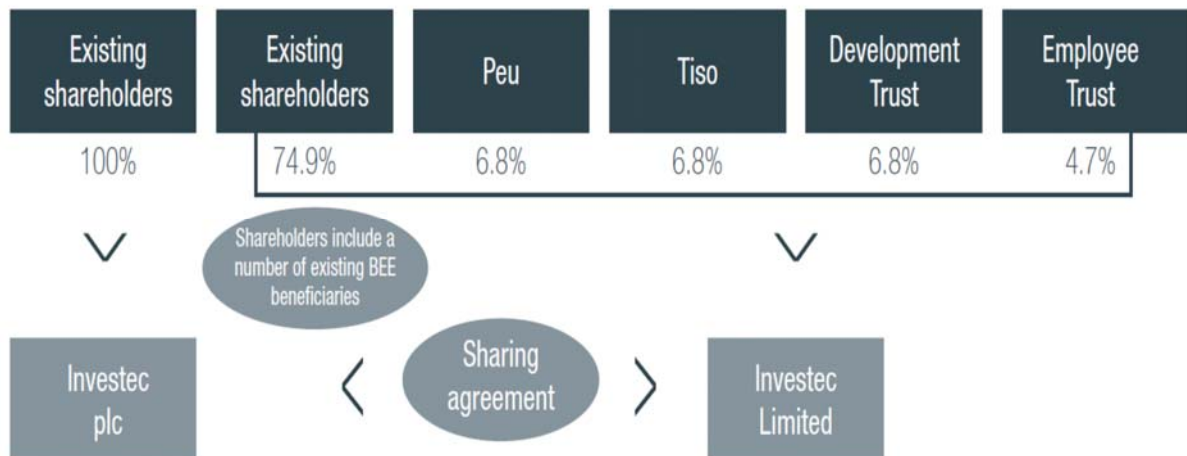 Existing
shareholders
Existing
shareholders
Peu
Tiso
Development
Trust
Employee
Trust
100%
74.9%
6.8%
6.8%
6.8%
4.7%
Shareholders include a
number of existing BEE
beneficiaries
Investec
plc
Sharing
agreement
Investec
Limited